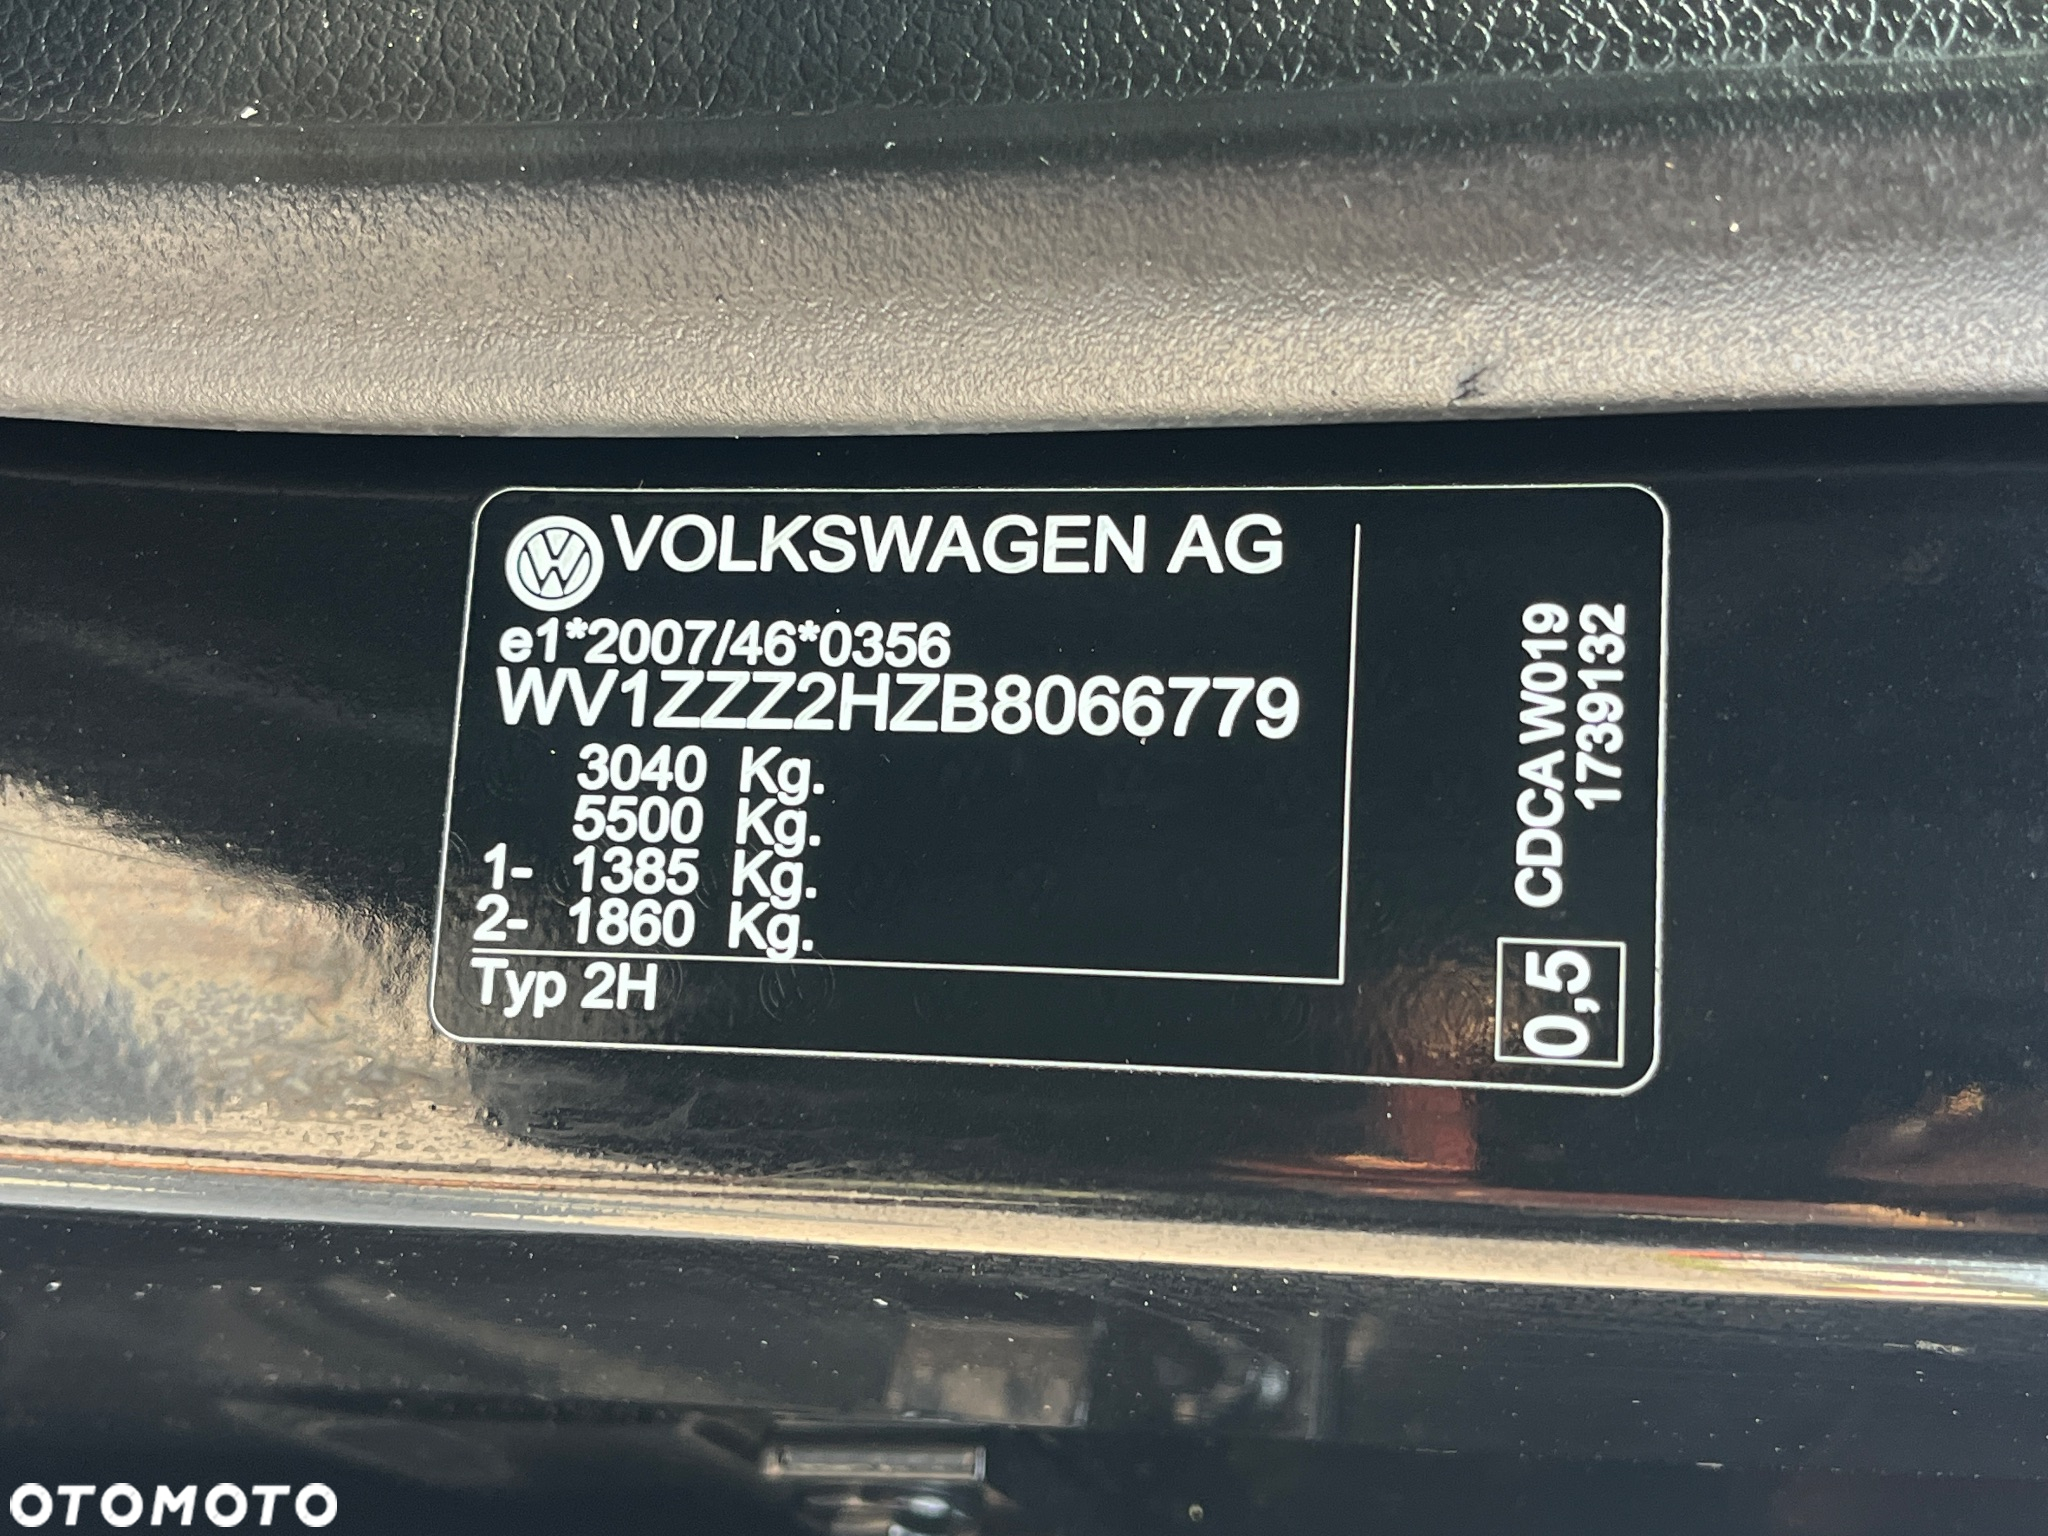 VOLKSWAGEN AG
e1*2007/46*0356
WV1ZZZ2HZB8066779
3040 Kg.
5500 Kg.
1- 1385 Kg.
2- 1860 Kg.
Typ 2H
0,5 CDCA W019
1739132
OTOMOTO